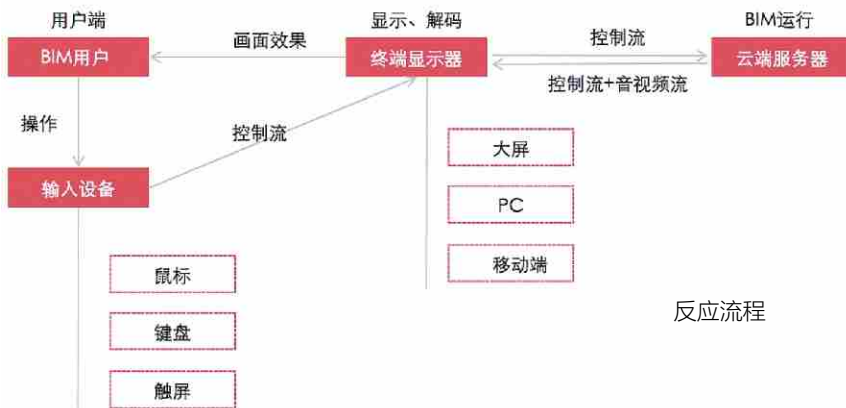 用户端
显示、解码
BIM运行
BIM用户
画面效果
终端显示器
控制流
云端服务器
控制流+音视频流
操作
控制流
输入设备
大屏
PC
移动端
鼠标
键盘
触屏
反应流程